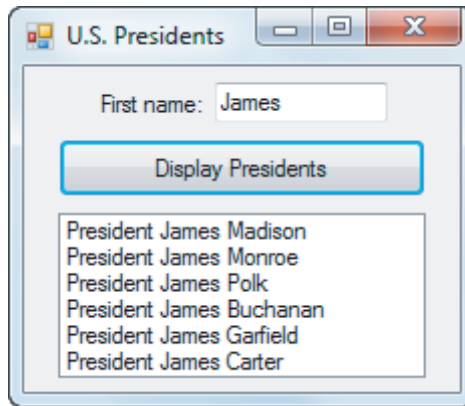 U.S. Presidents
First name: James
Display Presidents
President James Madison
President James Monroe
President James Polk
President James Buchanan
President James Garfield
President James Carter